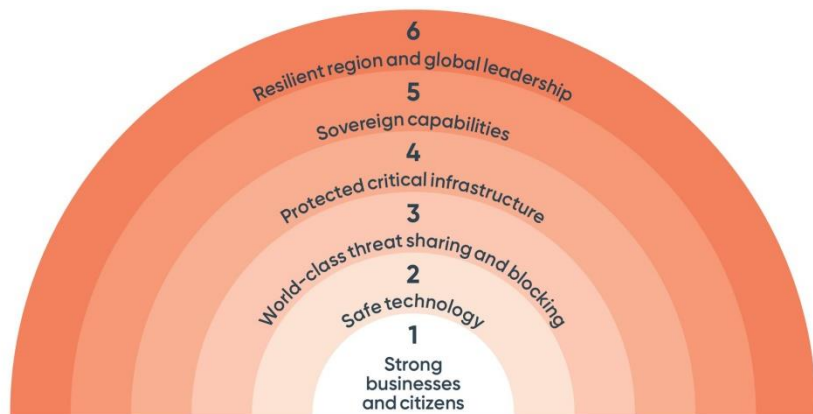 6
Resilient region and global leadership
5
Sovereign capabilities
4
Protected critical infrastructure
3
World-class threat sharing and blocking
2
Safe technology
1
Strong
businesses
and citizens